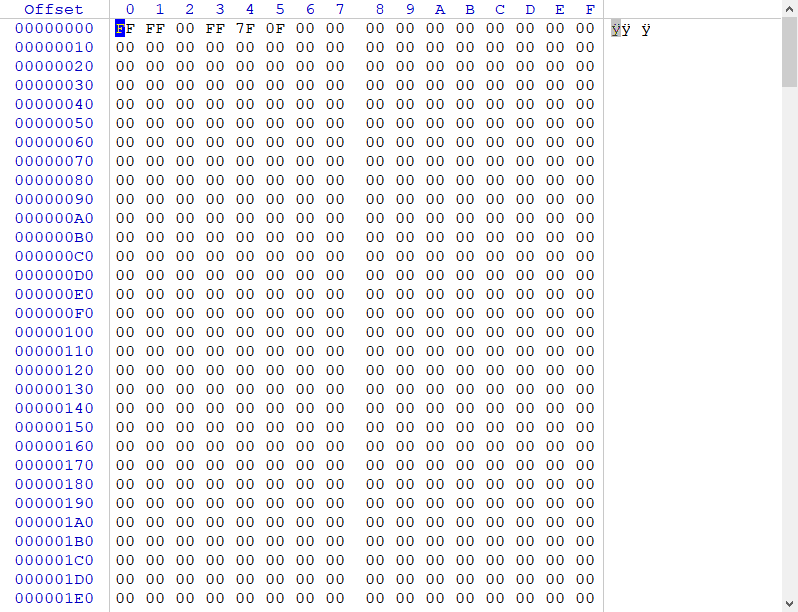 Offset 0 1 2 3 4 5 6 7 8 9 A B C D E F
00000000 FF FF 00 FF 7F 0F 00 00 00 00 00 00 00 00 00 00 ÿÿ ÿ
00000010 00 00 00 00 00 00 00 00 00 00 00 00 00 00 00 00
00000020 00 00 00 00 00 00 00 00 00 00 00 00 00 00 00 00
00000030 00 00 00 00 00 00 00 00 00 00 00 00 00 00 00 00
00000040 00 00 00 00 00 00 00 00 00 00 00 00 00 00 00 00
00000050 00 00 00 00 00 00 00 00 00 00 00 00 00 00 00 00
00000060 00 00 00 00 00 00 00 00 00 00 00 00 00 00 00 00
00000070 00 00 00 00 00 00 00 00 00 00 00 00 00 00 00 00
00000080 00 00 00 00 00 00 00 00 00 00 00 00 00 00 00 00
00000090 00 00 00 00 00 00 00 00 00 00 00 00 00 00 00 00
000000A0 00 00 00 00 00 00 00 00 00 00 00 00 00 00 00 00
000000B0 00 00 00 00 00 00 00 00 00 00 00 00 00 00 00 00
000000C0 00 00 00 00 00 00 00 00 00 00 00 00 00 00 00 00
000000D0 00 00 00 00 00 00 00 00 00 00 00 00 00 00 00 00
000000E0 00 00 00 00 00 00 00 00 00 00 00 00 00 00 00 00
000000F0 00 00 00 00 00 00 00 00 00 00 00 00 00 00 00 00
00000100 00 00 00 00 00 00 00 00 00 00 00 00 00 00 00 00
00000110 00 00 00 00 00 00 00 00 00 00 00 00 00 00 00 00
00000120 00 00 00 00 00 00 00 00 00 00 00 00 00 00 00 00
00000130 00 00 00 00 00 00 00 00 00 00 00 00 00 00 00 00
00000140 00 00 00 00 00 00 00 00 00 00 00 00 00 00 00 00
00000150 00 00 00 00 00 00 00 00 00 00 00 00 00 00 00 00
00000160 00 00 00 00 00 00 00 00 00 00 00 00 00 00 00 00
00000170 00 00 00 00 00 00 00 00 00 00 00 00 00 00 00 00
00000180 00 00 00 00 00 00 00 00 00 00 00 00 00 00 00 00
00000190 00 00 00 00 00 00 00 00 00 00 00 00 00 00 00 00
000001A0 00 00 00 00 00 00 00 00 00 00 00 00 00 00 00 00
000001B0 00 00 00 00 00 00 00 00 00 00 00 00 00 00 00 00
000001C0 00 00 00 00 00 00 00 00 00 00 00 00 00 00 00 00
000001D0 00 00 00 00 00 00 00 00 00 00 00 00 00 00 00 00
000001E0 00 00 00 00 00 00 00 00 00 00 00 00 00 00 00 00